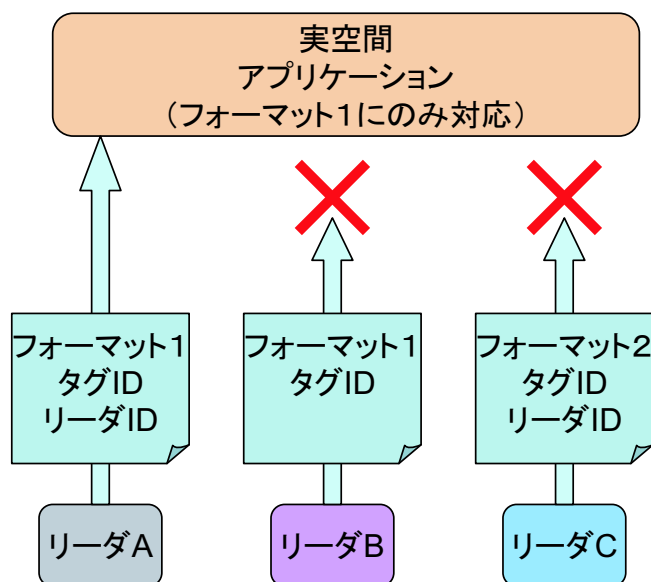 実空間
アプリケーション
（フォーマット１にのみ対応）
フォーマット１
タグID
リーダID
フォーマット１
タグID
フォーマット２
タグID
リーダID
リーダA
リーダB
リーダC